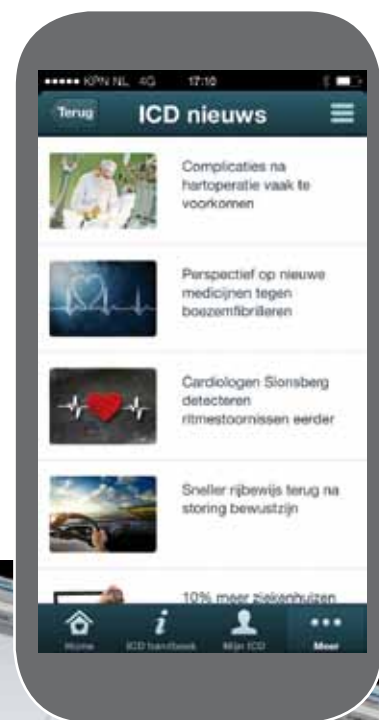 KPN NL 4G 17:10
Terug ICD nieuws
Complicaties na
hartoperatie vaak te
voorkomen
Perspectief op nieuwe
medicijnen tegen
boezemfibrilleren
Cardiologen Sionsberg
detecteren
ritmestoornissen eerder
Sneller rijbewijs terug na
storing bewustzijn
10% meer ziekenhuizen
Home ICD handboek Mijn ICD Meer